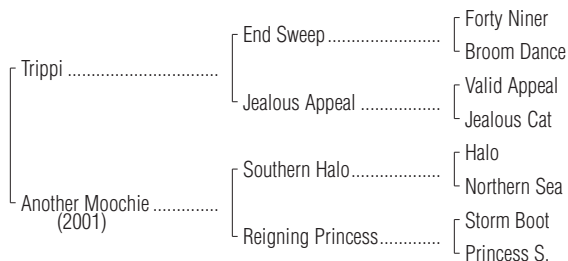 Forty Niner
End Sweep
Broom Dance
Trippi
Valid Appeal
Jealous Appeal
Jealous Cat
Halo
Southern Halo
Northern Sea
Another Moochie
(2001)
Storm Boot
Reigning Princess
Princess S.